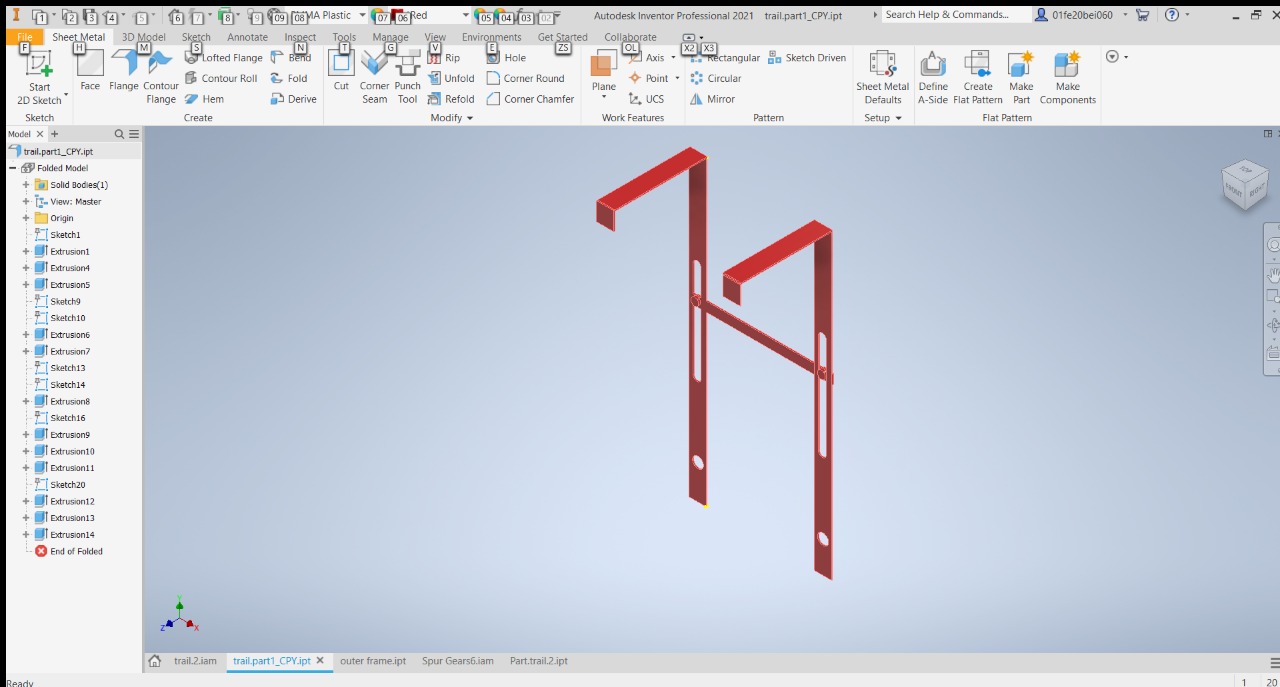 1 2 4 5 6 7 8 9 09 08 MMA Plastic 07 06 Red 05 04 03 02 Autodesk Inventor Professional 2021 trail.part1_CPY.ipt Search Help & Commands... 01fe20bei060
File Sheet Metal 3D Model Sketch Annotate Inspect Tools Manage View Environments Get Started Collaborate
F H M S N T G V E ZS OL X2 X3
Start 2D Sketch
Face
Flange
Contour Flange
Lofted Flange
Contour Roll
Hem
Bend
Fold
Derive
Cut
Corner Seam
Punch Tool
Rip
Unfold
Refold
Hole
Corner Round
Corner Chamfer
Plane
Axis
Point
UCS
Rectangular
Circular
Mirror
Sketch Driven
Sheet Metal Defaults
Define A-Side
Create Flat Pattern
Make Part
Make Components
Sketch Create Modify Work Features Pattern Setup Flat Pattern
Model
trail.part1_CPY.ipt
Folded Model
Solid Bodies(1)
View: Master
Origin
Sketch1
Extrusion1
Extrusion4
Extrusion5
Sketch9
Sketch10
Extrusion6
Extrusion7
Sketch13
Sketch14
Extrusion8
Sketch16
Extrusion9
Extrusion10
Extrusion11
Sketch20
Extrusion12
Extrusion13
Extrusion14
End of Folded
TOP
FRONT RIGHT
Y
Z X
trail.2.iam trail.part1_CPY.ipt outer frame.ipt Spur Gears6.iam Part.trail.2.ipt
Ready 1 20